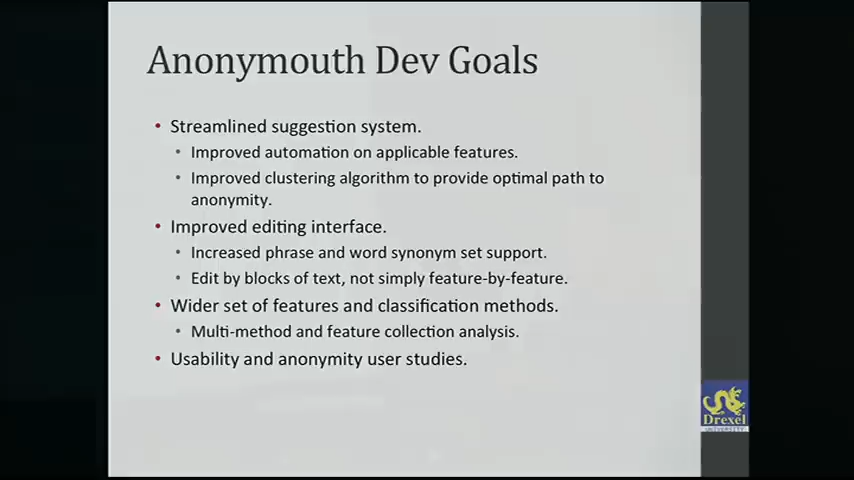 Anonymouth Dev Goals
• Streamlined suggestion system.
• Improved automation on applicable features.
• Improved clustering algorithm to provide optimal path to
anonymity.
• Improved editing interface.
• Increased phrase and word synonym set support.
• Edit by blocks of text, not simply feature-by-feature.
• Wider set of features and classification methods.
• Multi-method and feature collection analysis.
• Usability and anonymity user studies.
Drexel
UNIVERSITY